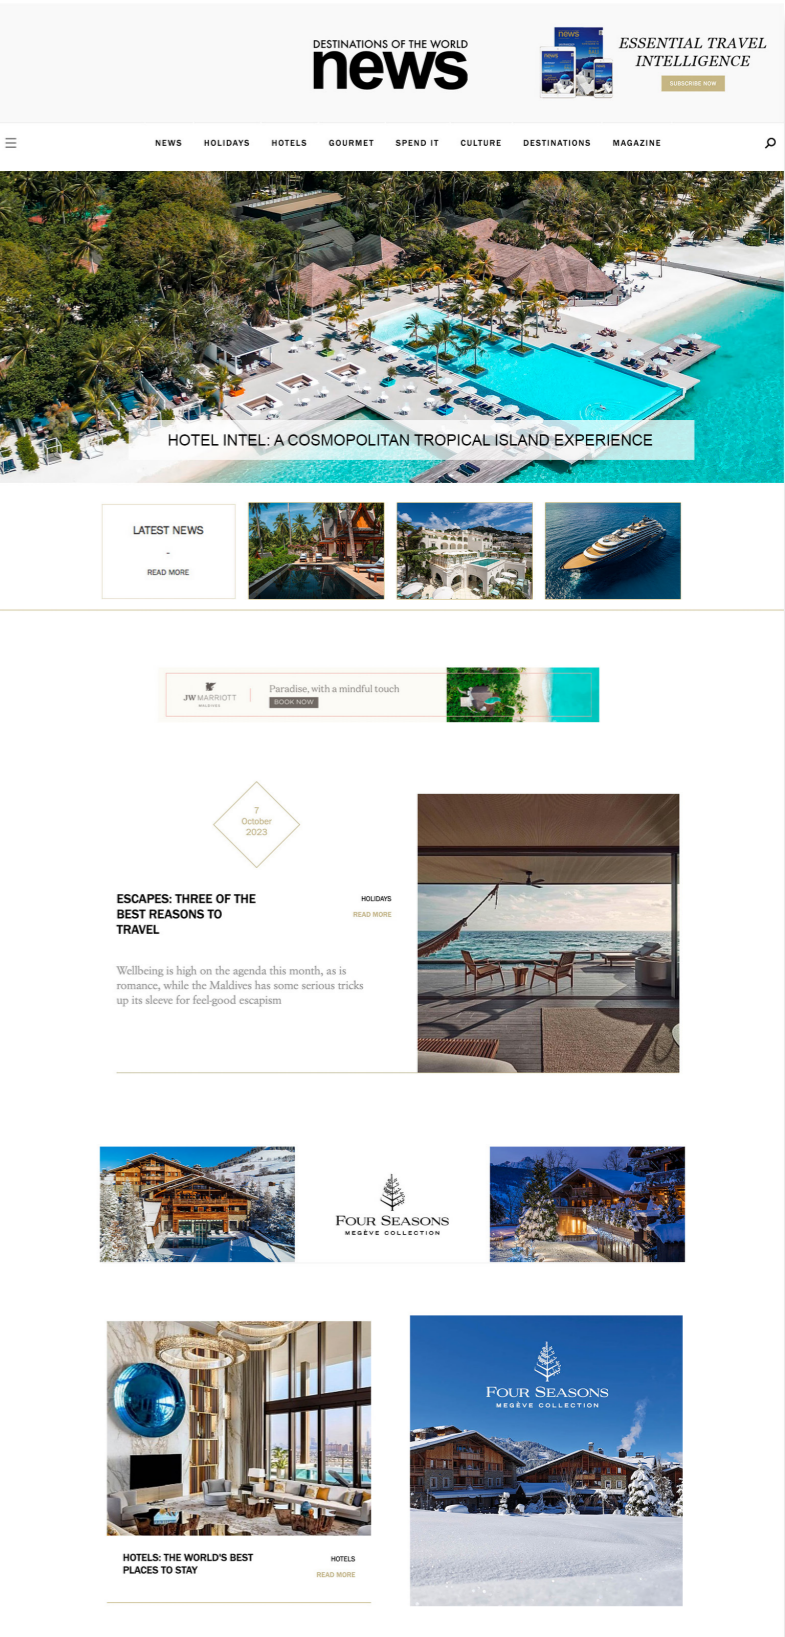 DESTINATIONS OF THE WORLD
news
news
ESSENTIAL TRAVEL
INTELLIGENCE
SUBSCRIBE NOW
NEWS HOLIDAYS HOTELS GOURMET SPEND IT CULTURE DESTINATIONS MAGAZINE
HOTEL INTEL: A COSMOPOLITAN TROPICAL ISLAND EXPERIENCE
LATEST NEWS
-
READ MORE
JW MARRIOTT
MALDIVES
Paradise, with a mindful touch
BOOK NOW
7
October
2023
ESCAPES: THREE OF THE
BEST REASONS TO
TRAVEL
HOLIDAYS
READ MORE
Wellbeing is high on the agenda this month, as is
romance, while the Maldives has some serious tricks
up its sleeve for feel-good escapism
FOUR SEASONS
MEGÈVE COLLECTION
FOUR SEASONS
MEGÈVE COLLECTION
HOTELS: THE WORLD'S BEST
PLACES TO STAY
HOTELS
READ MORE